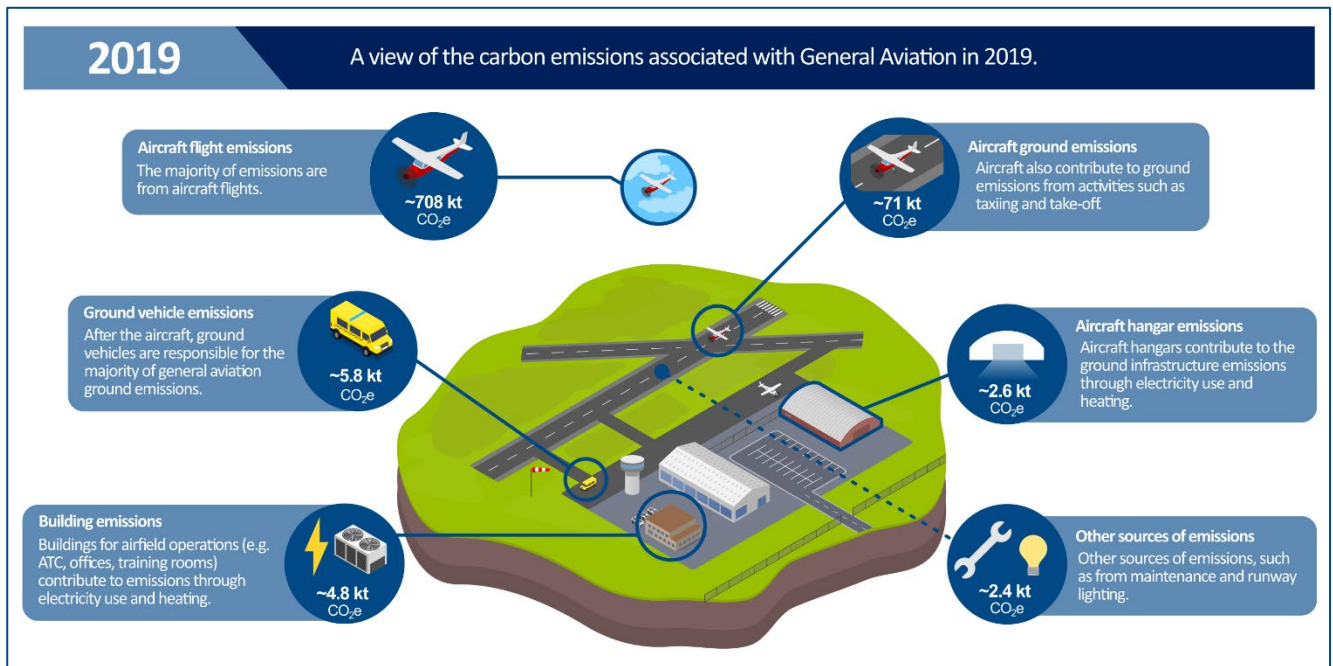 2019
A view of the carbon emissions associated with General Aviation in 2019.
Aircraft flight emissions
The majority of emissions are
from aircraft flights.
~708 kt
CO₂e
Aircraft ground emissions
Aircraft also contribute to ground
emissions from activities such as
taxiing and take-off.
~71 kt
CO₂e
Ground vehicle emissions
After the aircraft, ground
vehicles are responsible for the
majority of general aviation
ground emissions.
~5.8 kt
CO₂e
Aircraft hangar emissions
Aircraft hangars contribute to the
ground infrastructure emissions
through electricity use and
heating.
~2.6 kt
CO₂e
Building emissions
Buildings for airfield operations (e.g.
ATC, offices, training rooms)
contribute to emissions through
electricity use and heating.
~4.8 kt
CO₂e
Other sources of emissions
Other sources of emissions, such
as from maintenance and runway
lighting.
~2.4 kt
CO₂e